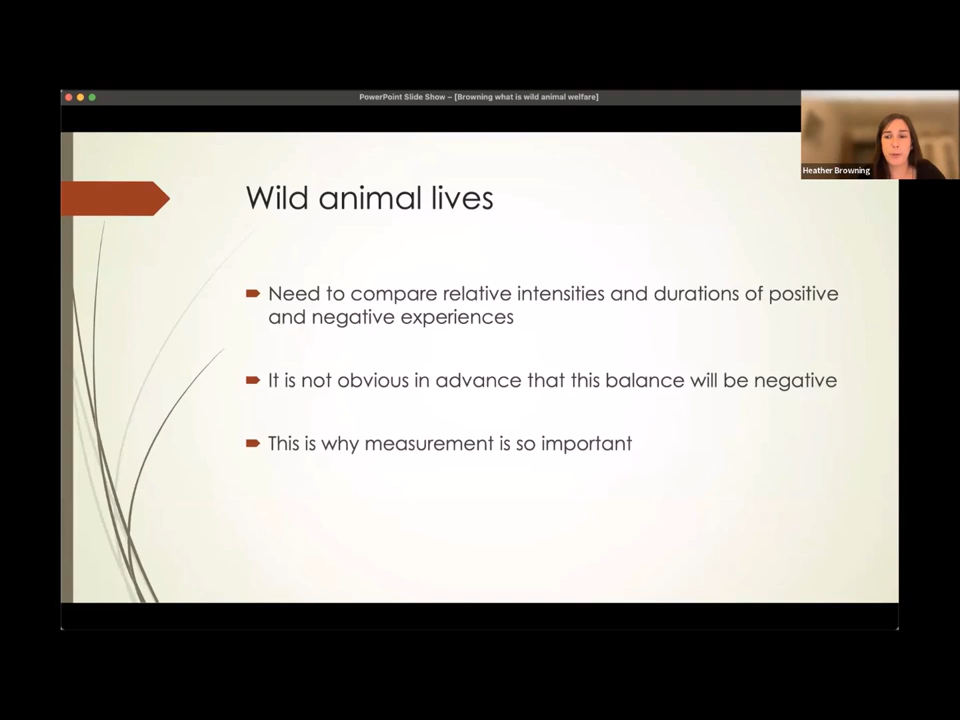 PowerPoint Slide Show – [Browning what is wild animal welfare]
Heather Browning
Wild animal lives
Need to compare relative intensities and durations of positive
and negative experiences
It is not obvious in advance that this balance will be negative
This is why measurement is so important